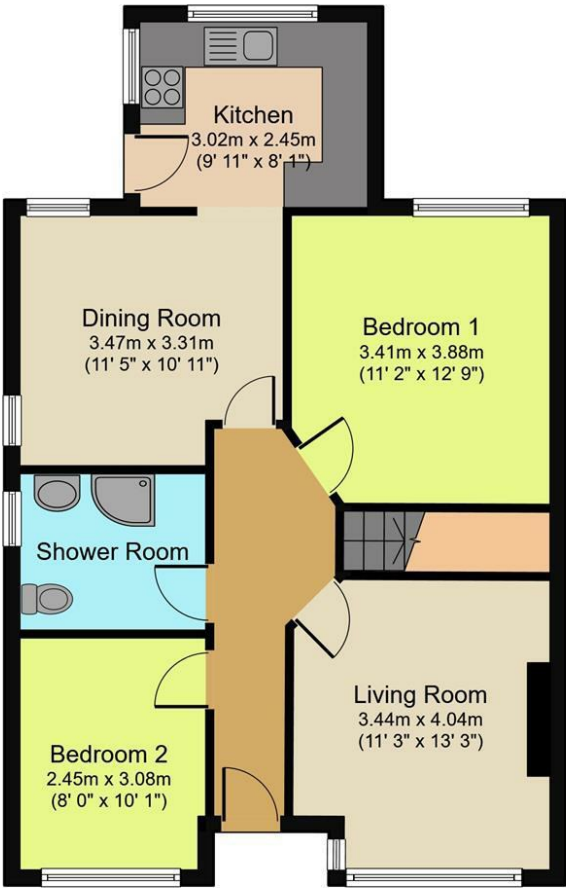 Kitchen
3.02m x 2.45m
(9' 11" x 8' 1")
Dining Room
3.47m x 3.31m
(11' 5" x 10' 11")
Bedroom 1
3.41m x 3.88m
(11' 2" x 12' 9")
Shower Room
Living Room
3.44m x 4.04m
(11' 3" x 13' 3")
Bedroom 2
2.45m x 3.08m
(8' 0" x 10' 1")